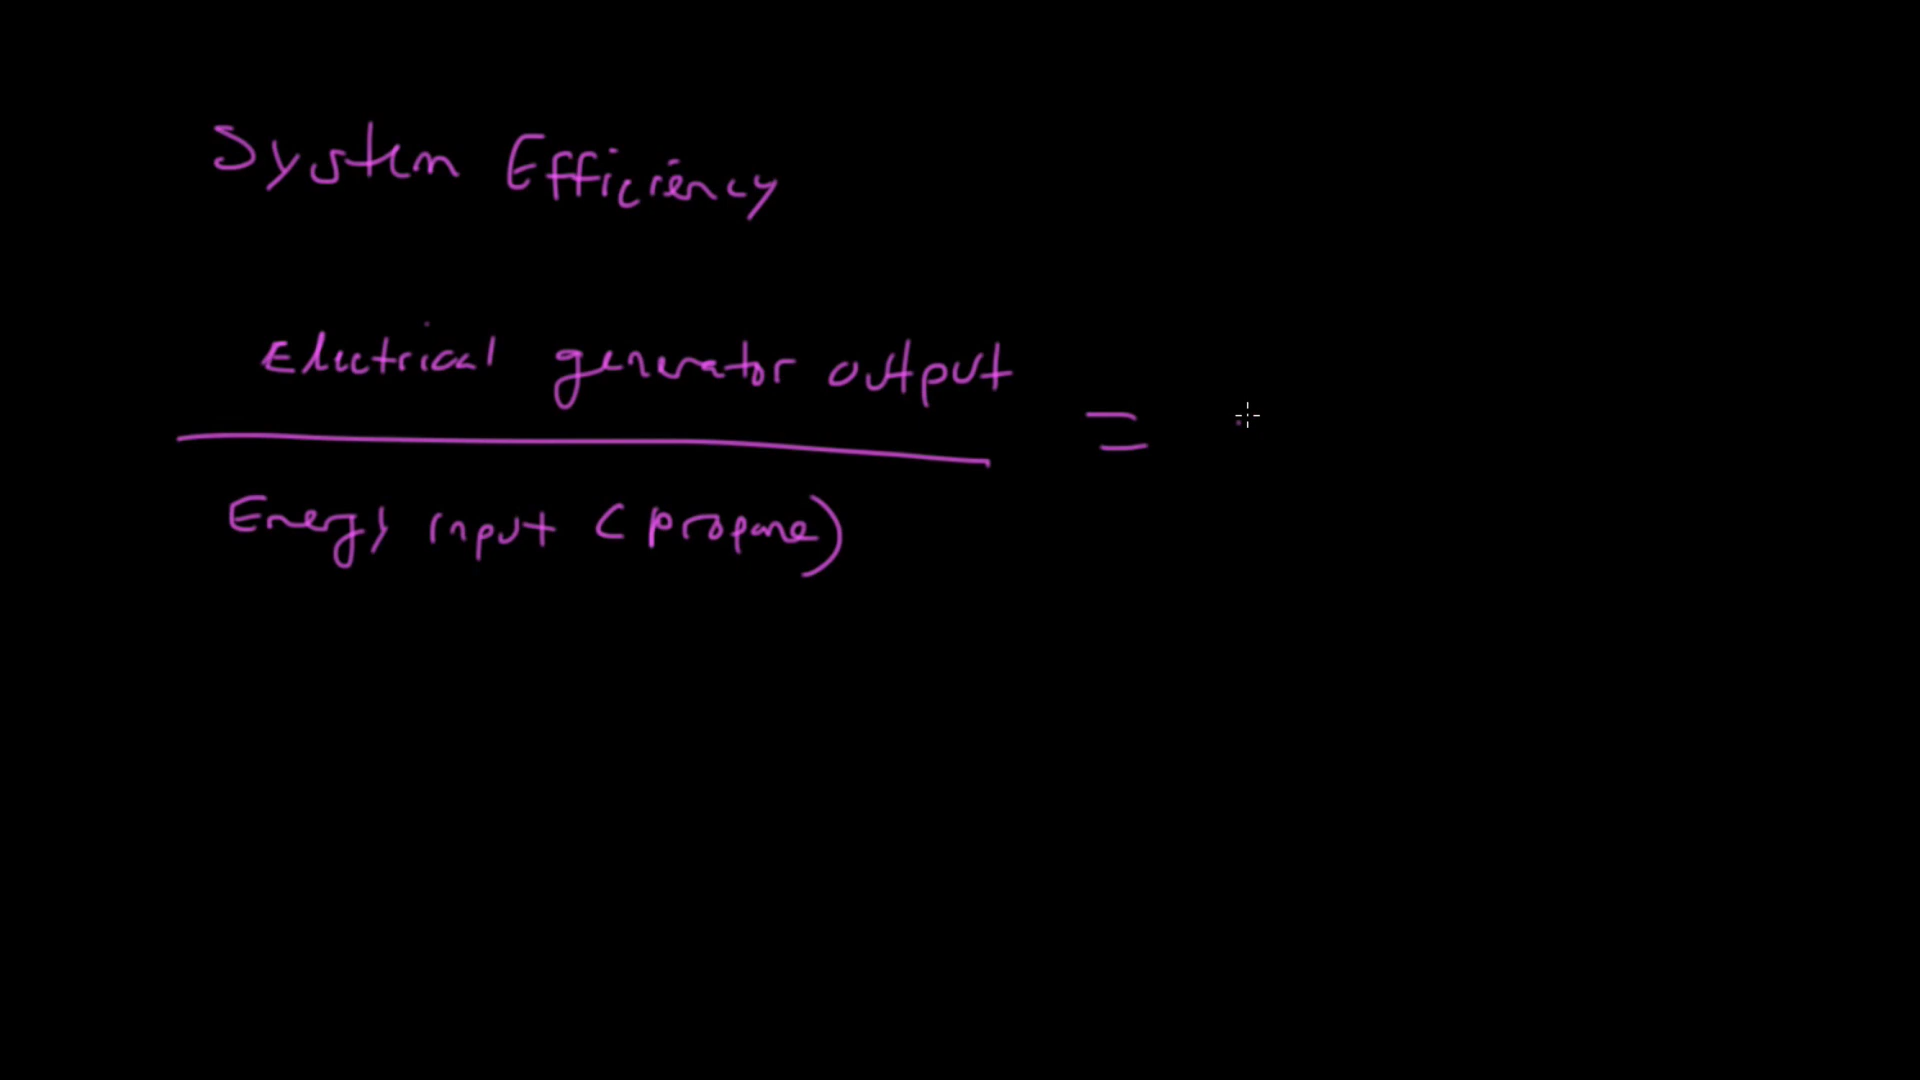 System Efficiency
Electrical generator output
=
Energy input (propane)